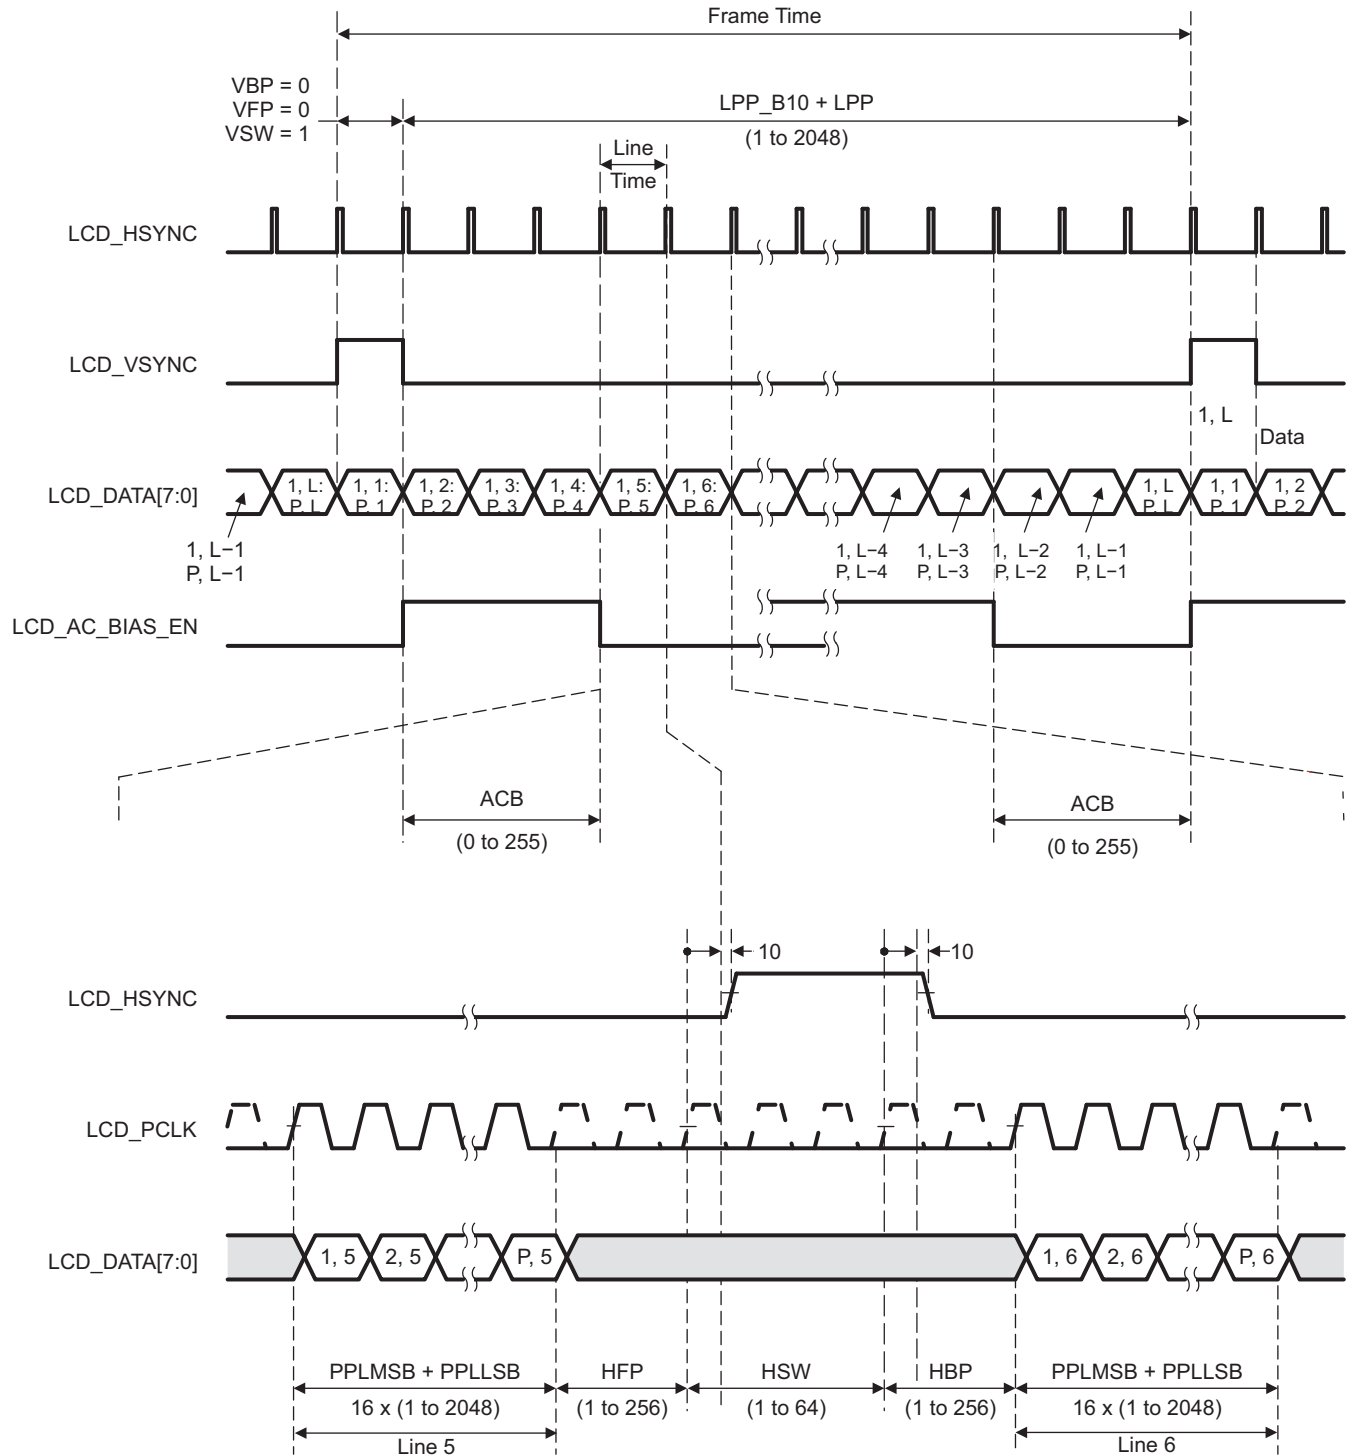 Frame Time
VBP = 0
VFP = 0
VSW = 1
LPP_B10 + LPP
(1 to 2048)
Line
Time
LCD_HSYNC
LCD_VSYNC
1, L
Data
LCD_DATA[7:0]
1, L: 1, 1: 1, 2: 1, 3: 1, 4: 1, 5: 1, 6: 1, L 1, 1 1, 2
P, L P, 1 P, 2 P, 3 P, 4 P, 5 P, 6 P, L P, 1 P, 2
1, L−1 1, L−4 1, L−3 1, L−2 1, L−1
P, L−1 P, L−4 P, L−3 P, L−2 P, L−1
LCD_AC_BIAS_EN
ACB ACB
(0 to 255) (0 to 255)
10 10
LCD_HSYNC
LCD_PCLK
LCD_DATA[7:0] 1, 5 2, 5 P, 5 1, 6 2, 6 P, 6
PPLMSB + PPLLSB HFP HSW HBP PPLMSB + PPLLSB
16 x (1 to 2048) (1 to 256) (1 to 64) (1 to 256) 16 x (1 to 2048)
Line 5 Line 6